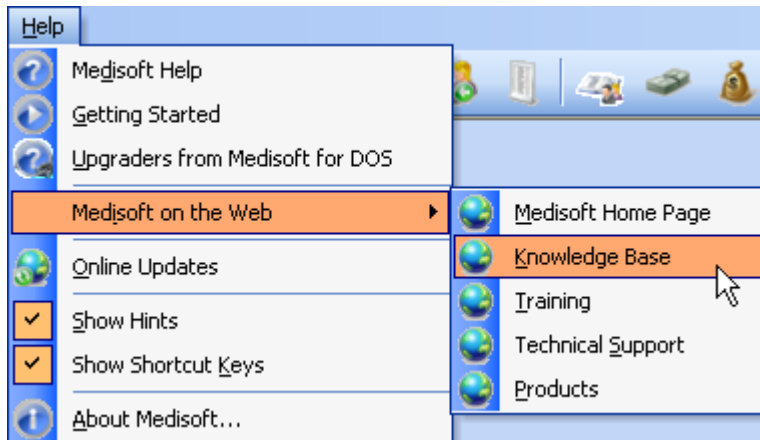 Help
Medisoft Help
Getting Started
Upgraders from Medisoft for DOS
Medisoft on the Web
Medisoft Home Page
Knowledge Base
Training
Technical Support
Products
Online Updates
Show Hints
Show Shortcut Keys
About Medisoft...